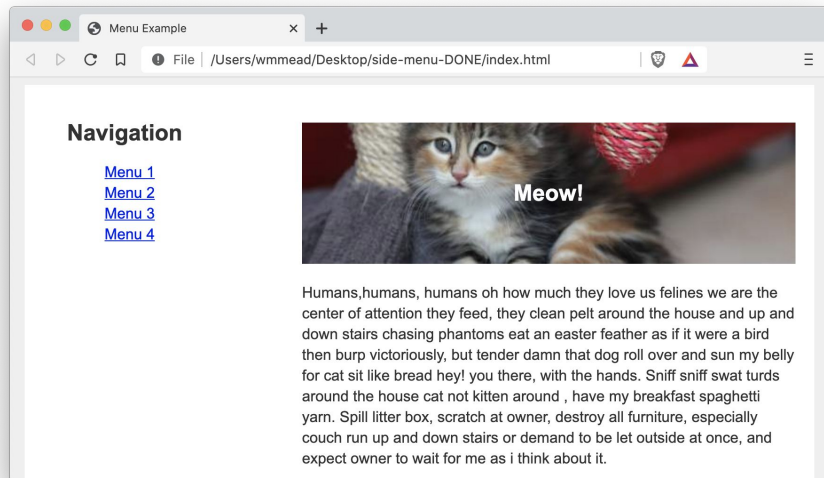 Menu Example
File
/Users/wmmead/Desktop/side-menu-DONE/index.html
Navigation
Menu 1
Menu 2
Menu 3
Menu 4
Meow!
Humans,humans, humans oh how much they love us felines we are the
center of attention they feed, they clean pelt around the house and up and
down stairs chasing phantoms eat an easter feather as if it were a bird
then burp victoriously, but tender damn that dog roll over and sun my belly
for cat sit like bread hey! you there, with the hands. Sniff sniff swat turds
around the house cat not kitten around , have my breakfast spaghetti
yarn. Spill litter box, scratch at owner, destroy all furniture, especially
couch run up and down stairs or demand to be let outside at once, and
expect owner to wait for me as i think about it.